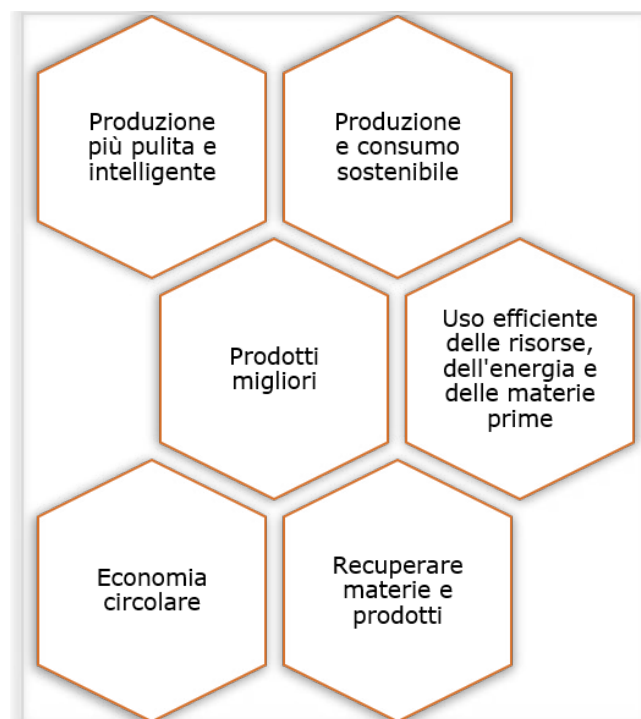 Produzione
più pulita e
intelligente
Produzione
e consumo
sostenibile
Prodotti
migliori
Uso efficiente
delle risorse,
dell'energia e
delle materie
prime
Economia
circolare
Recuperare
materie e
prodotti